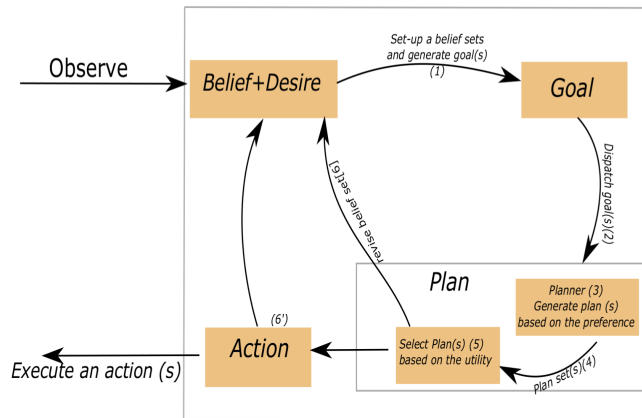 Observe
Set-up a belief sets
and generate goal(s)
(1)
Belief+Desire
Goal
Dispatch goal(s)(2)
revise belief set[6]
Plan
Planner (3)
Generate plan (s)
based on the preference
Plan set(s)(4)
Select Plan(s) (5)
based on the utility
(6')
Action
Execute an action (s)